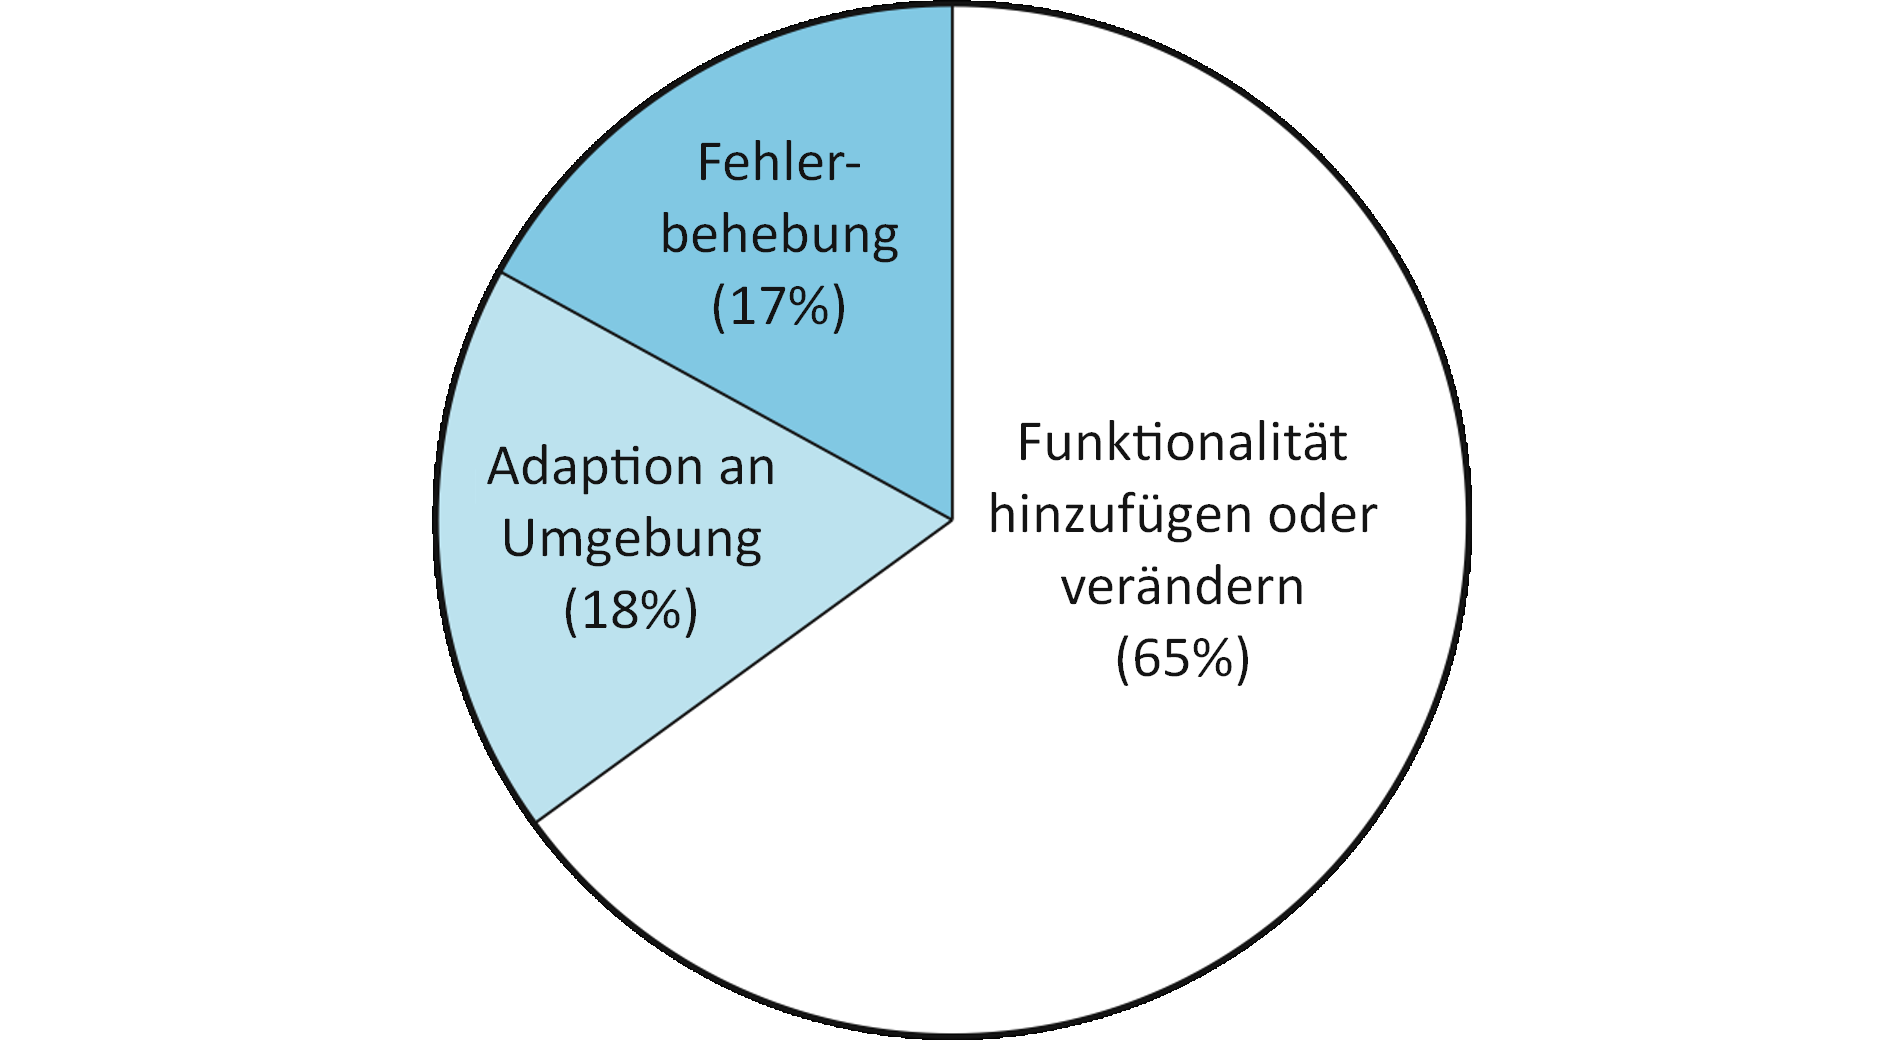 Fehler-
behebung
(17%)
Adaption an
Umgebung
(18%)
Funktionalität
hinzufügen oder
verändern
(65%)